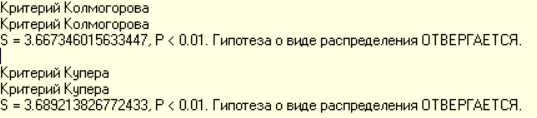 Критерий Колмогорова
Критерий Колмогорова
S = 3.667346015633447, P < 0.01. Гипотеза о виде распределения ОТВЕРГАЕТСЯ.
Критерий Купера
Критерий Купера
S = 3.689213826772433, P < 0.01. Гипотеза о виде распределения ОТВЕРГАЕТСЯ.